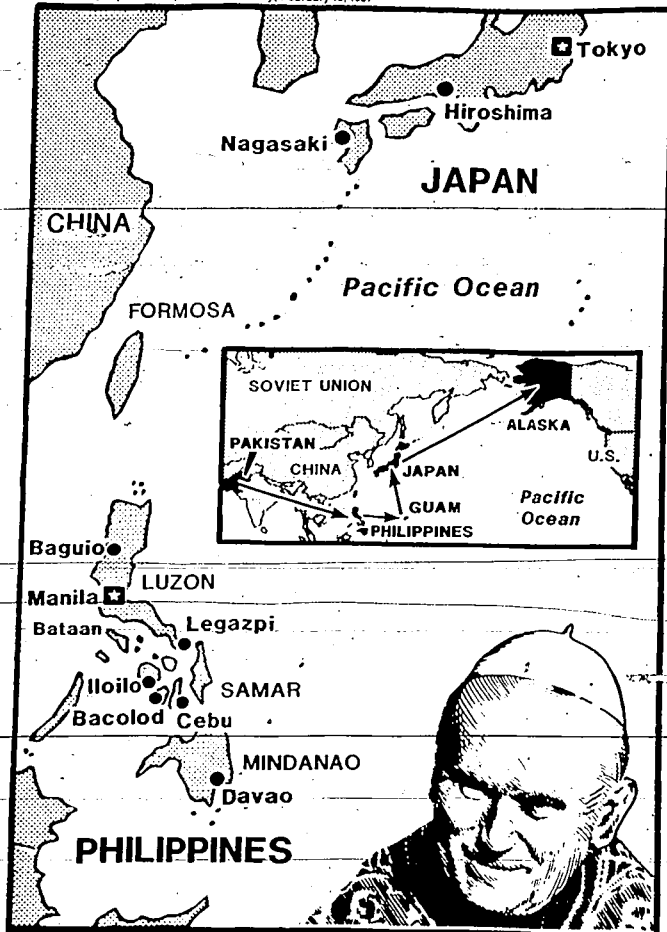 Tokyo
Hiroshima
Nagasaki
JAPAN
CHINA
Pacific Ocean
FORMOSA
SOVIET UNION
ALASKA
PAKISTAN
CHINA
JAPAN
U.S.
GUAM
Pacific
Ocean
PHILIPPINES
Baguio
LUZON
Manila
Bataan
Legazpi
Iloilo
SAMAR
Bacolod
Cebu
MINDANAO
Davao
PHILIPPINES